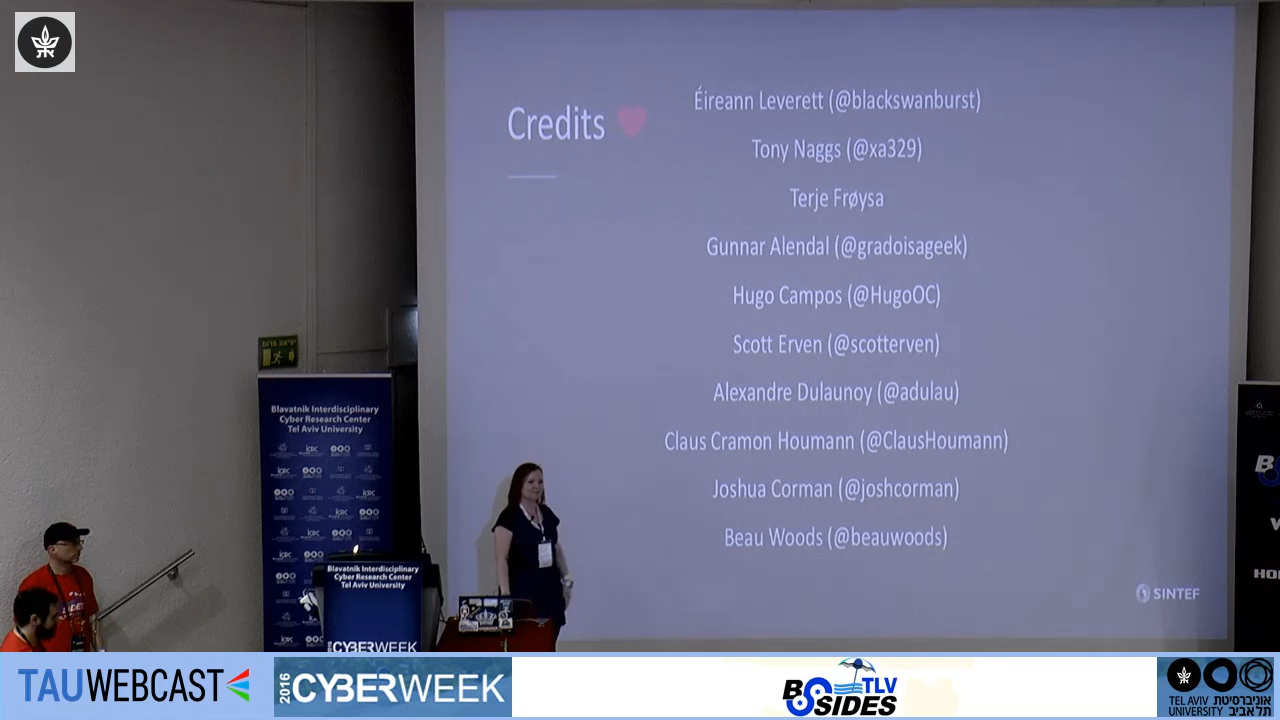 Credits
Éireann Leverett (@blackswanburst)
Tony Naggs (@xa329)
Terje Frøysa
Gunnar Alendal (@gradoisageek)
Hugo Campos (@HugoOC)
Scott Erven (@scotterven)
Alexandre Dulaunoy (@adulau)
Claus Cramon Houmann (@ClausHoumann)
Joshua Corman (@joshcorman)
Beau Woods (@beauwoods)
SINTEF
יציאת חרום
Blavatnik Interdisciplinary
Cyber Research Center
Tel Aviv University
Blavatnik Interdisciplinary
Cyber Research Center
Tel Aviv University
CYBERWEEK
TAUWEBCAST
2016 CYBERWEEK
BSIDES TLV
TEL AVIV UNIVERSITY
אוניברסיטת תל אביב